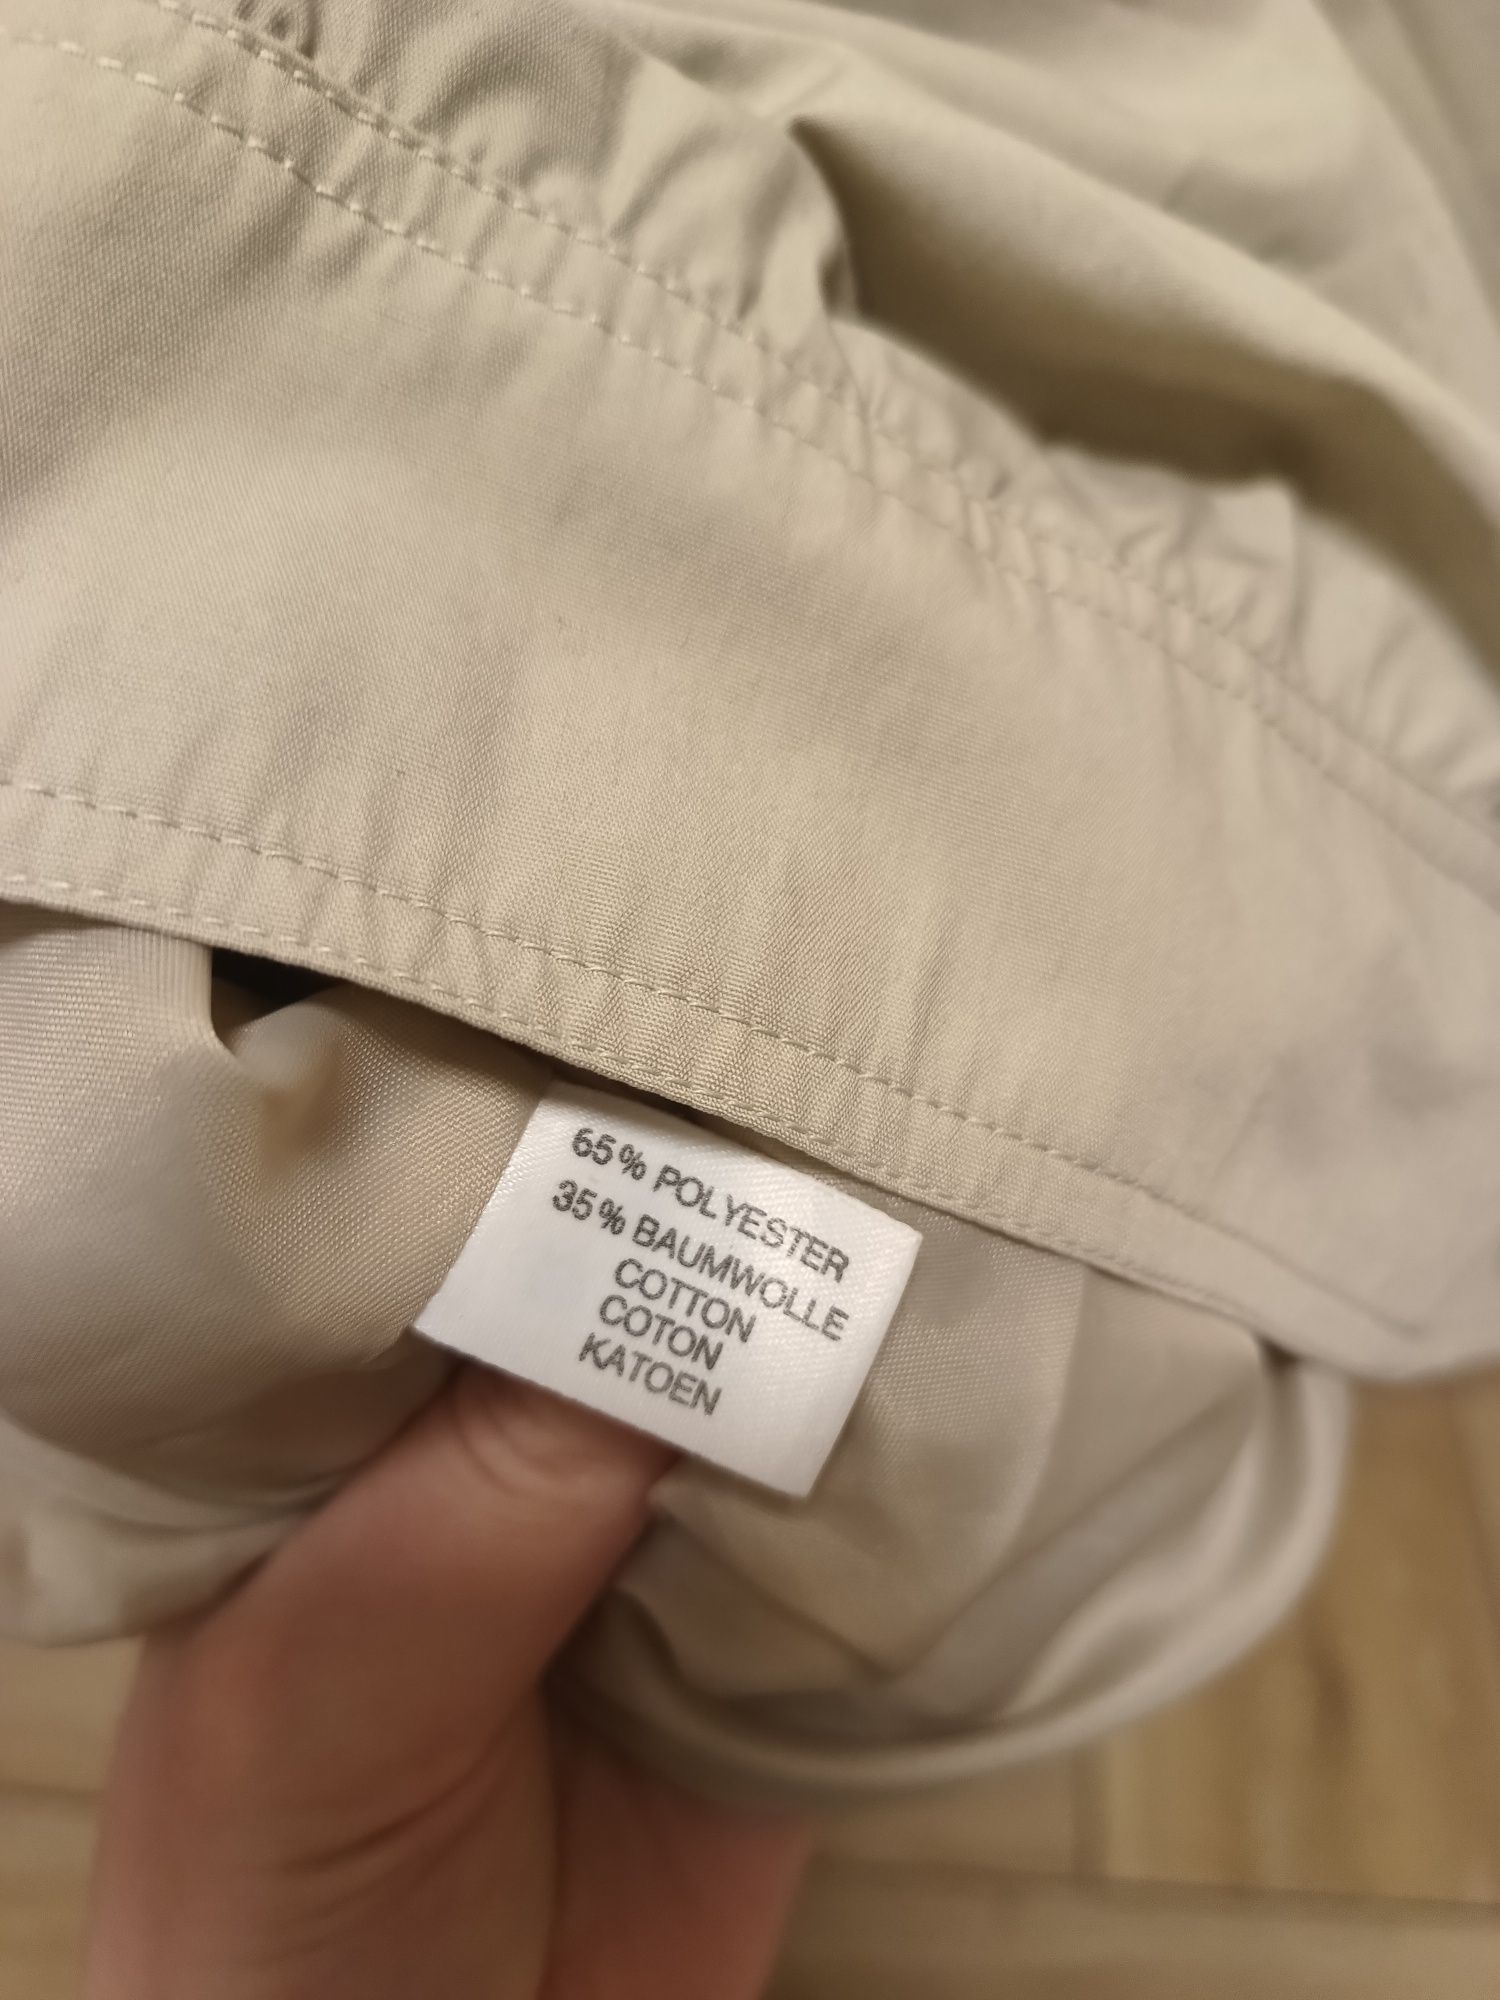 65% POLYESTER
35% BAUMWOLLE
COTTON
COTON
KATOEN